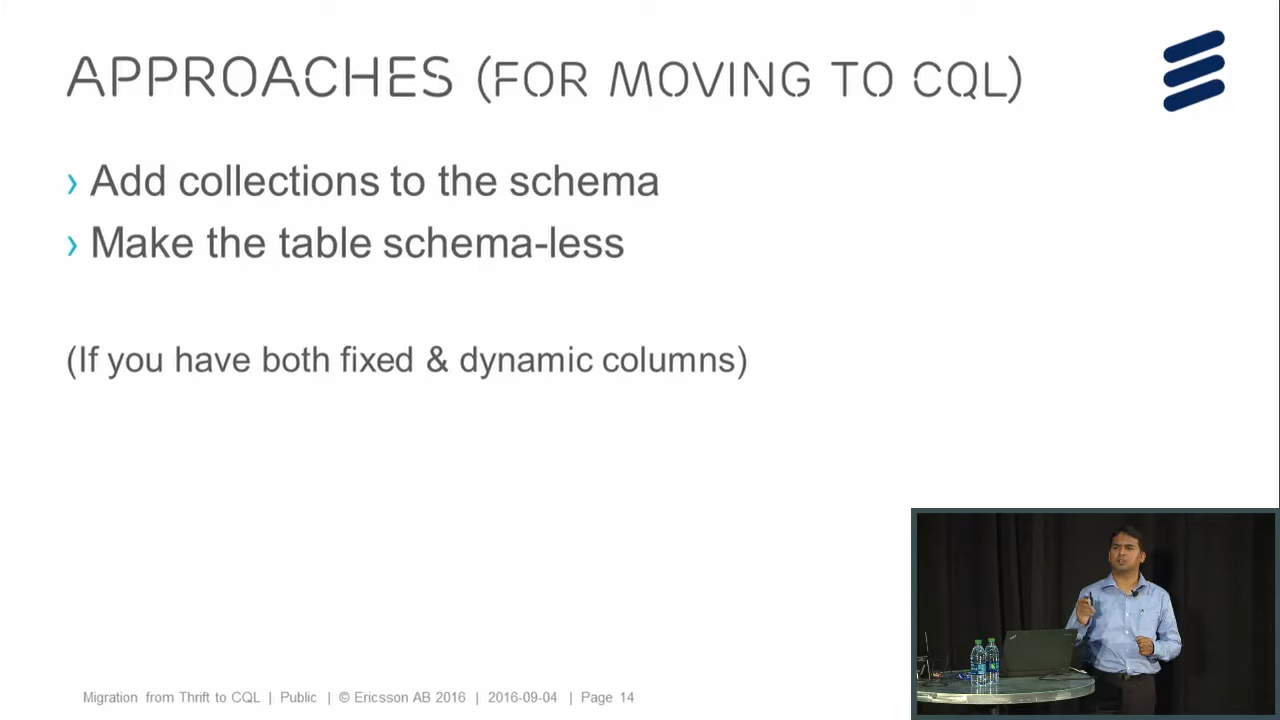 APPROACHES (FOR MOVING TO CQL)
› Add collections to the schema
› Make the table schema-less
(If you have both fixed & dynamic columns)
Migration from Thrift to CQL | Public | © Ericsson AB 2016 | 2016-09-04 | Page 14